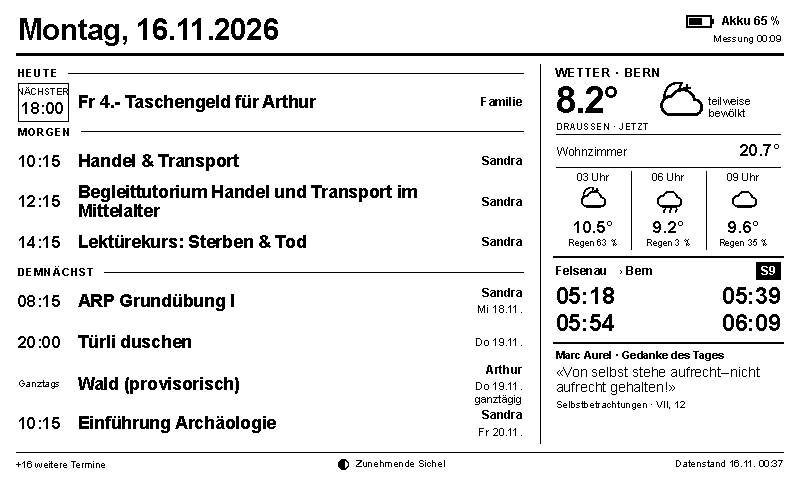 Montag, 16.11.2026
Akku 65 %
Messung 00:09
HEUTE
NÄCHSTER
18:00 Fr 4.- Taschengeld für Arthur Familie
MORGEN
10:15 Handel & Transport Sandra
12:15 Begleittutorium Handel und Transport im
Mittelalter Sandra
14:15 Lektürekurs: Sterben & Tod Sandra
DEMNÄCHST
08:15 ARP Grundübung I Sandra
Mi 18.11.
20:00 Türli duschen Do 19.11.
Ganztags Wald (provisorisch) Arthur
Do 19.11.
ganztägig
10:15 Einführung Archäologie Sandra
Fr 20.11.
WETTER · BERN
8.2° teilweise
bewölkt
DRAUSSEN · JETZT
Wohnzimmer 20.7°
03 Uhr 06 Uhr 09 Uhr
10.5° 9.2° 9.6°
Regen 63 % Regen 3 % Regen 35 %
Felsenau › Bern S9
05:18 05:39
05:54 06:09
Marc Aurel · Gedanke des Tages
«Von selbst stehe aufrecht–nicht
aufrecht gehalten!»
Selbstbetrachtungen · VII, 12
+16 weitere Termine
Zunehmende Sichel
Datenstand 16.11. 00:37